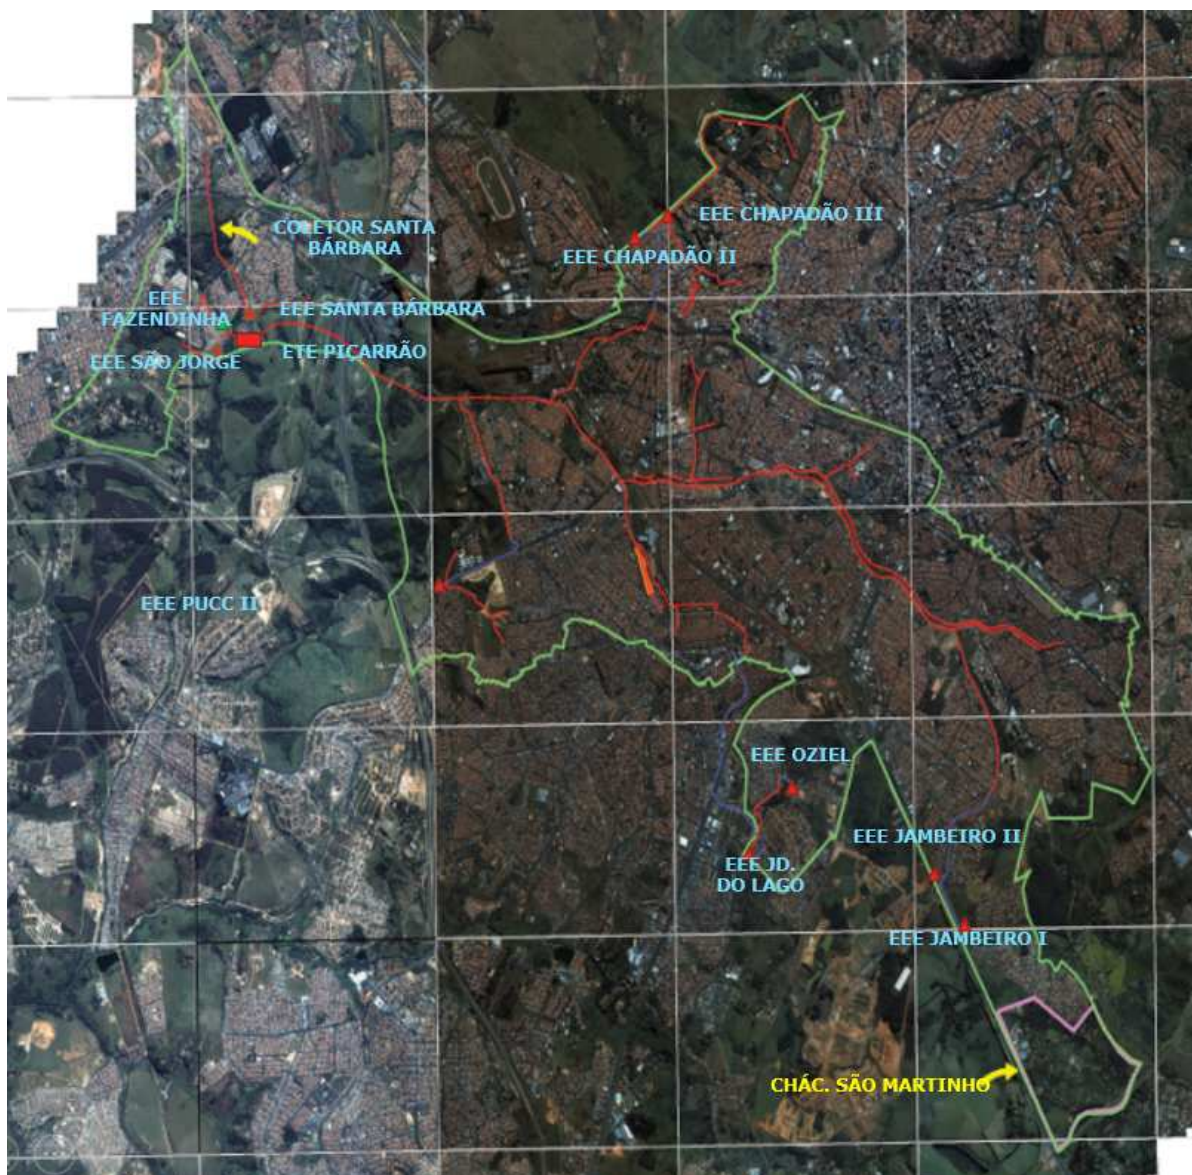 EEE CHAPADÃO III
COLETOR SANTA
BÁRBARA
EEE CHAPADÃO II
EEE
FAZENDINHA
EEE SANTA BÁRBARA
EEE SÃO JORGE
ETE PIÇARRÃO
EEE PUCC II
EEE OZIEL
EEE JAMBEIRO II
EEE JD.
DO LAGO
EEE JAMBEIRO I
CHÁC. SÃO MARTINHO